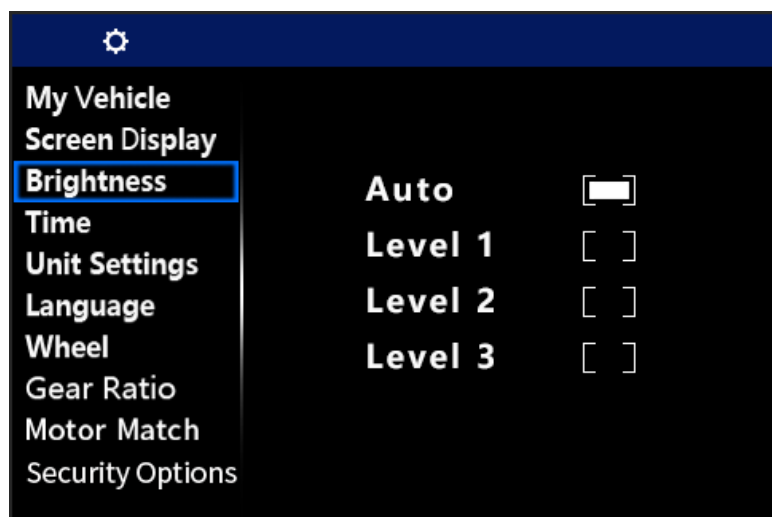 My Vehicle
Screen Display
Brightness
Time
Unit Settings
Language
Wheel
Gear Ratio
Motor Match
Security Options
Auto
Level 1
Level 2
Level 3